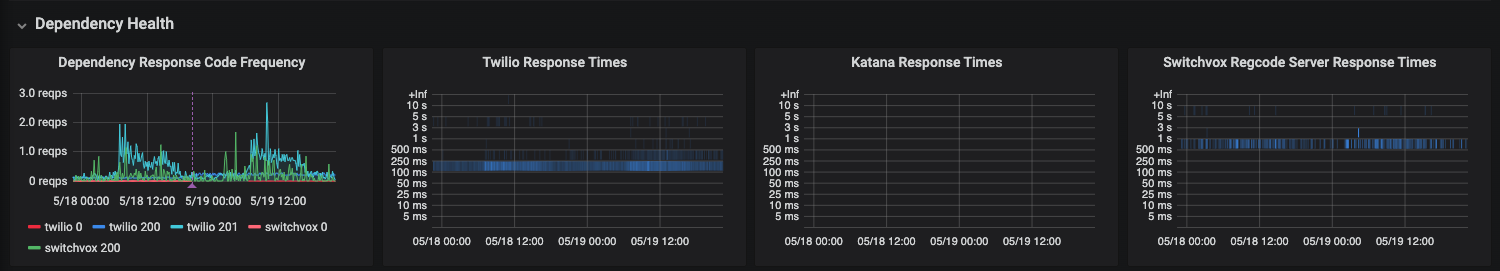 Dependency Health
Dependency Response Code Frequency
3.0 reqps
2.0 reqps
1.0 reqps
0 reqps
5/18 00:00 5/18 12:00 5/19 00:00 5/19 12:00
twilio 0 twilio 200 twilio 201 switchvox 0
switchvox 200
Twilio Response Times
+Inf
10 s
5 s
3 s
1 s
500 ms
250 ms
100 ms
50 ms
25 ms
10 ms
5 ms
05/18 00:00 05/18 12:00 05/19 00:00 05/19 12:00
Katana Response Times
+Inf
10 s
5 s
3 s
1 s
500 ms
250 ms
100 ms
50 ms
25 ms
10 ms
5 ms
05/18 00:00 05/18 12:00 05/19 00:00 05/19 12:00
Switchvox Regcode Server Response Times
+Inf
10 s
5 s
3 s
1 s
500 ms
250 ms
100 ms
50 ms
25 ms
10 ms
5 ms
05/18 00:00 05/18 12:00 05/19 00:00 05/19 12:00